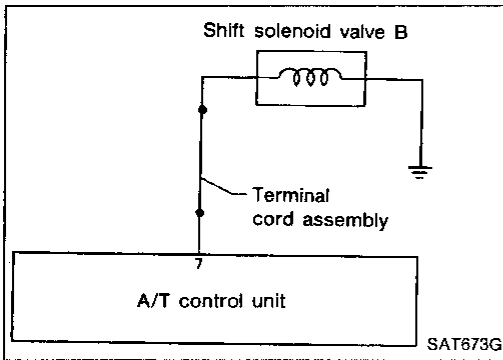 Shift solenoid valve B
Terminal
cord assembly
7
A/T control unit
SAT673G